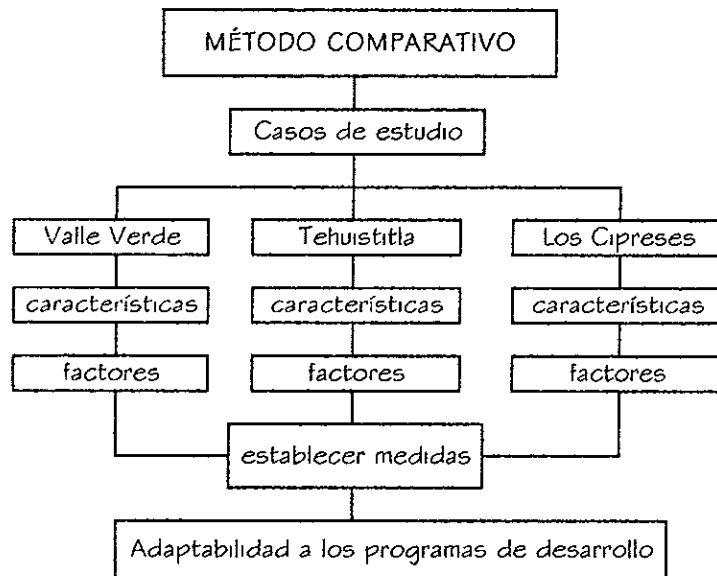 MÉTODO COMPARATIVO
Casos de estudio
Valle Verde
Tehuistitla
Los Cipreses
características
características
características
factores
factores
factores
establecer medidas
Adaptabilidad a los programas de desarrollo